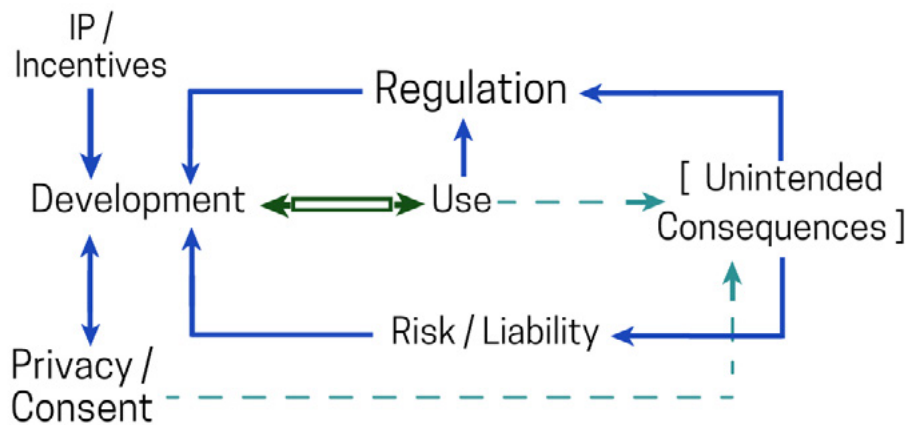 IP /
Incentives
Regulation
Development
Use
[ Unintended
Consequences ]
Risk / Liability
Privacy /
Consent